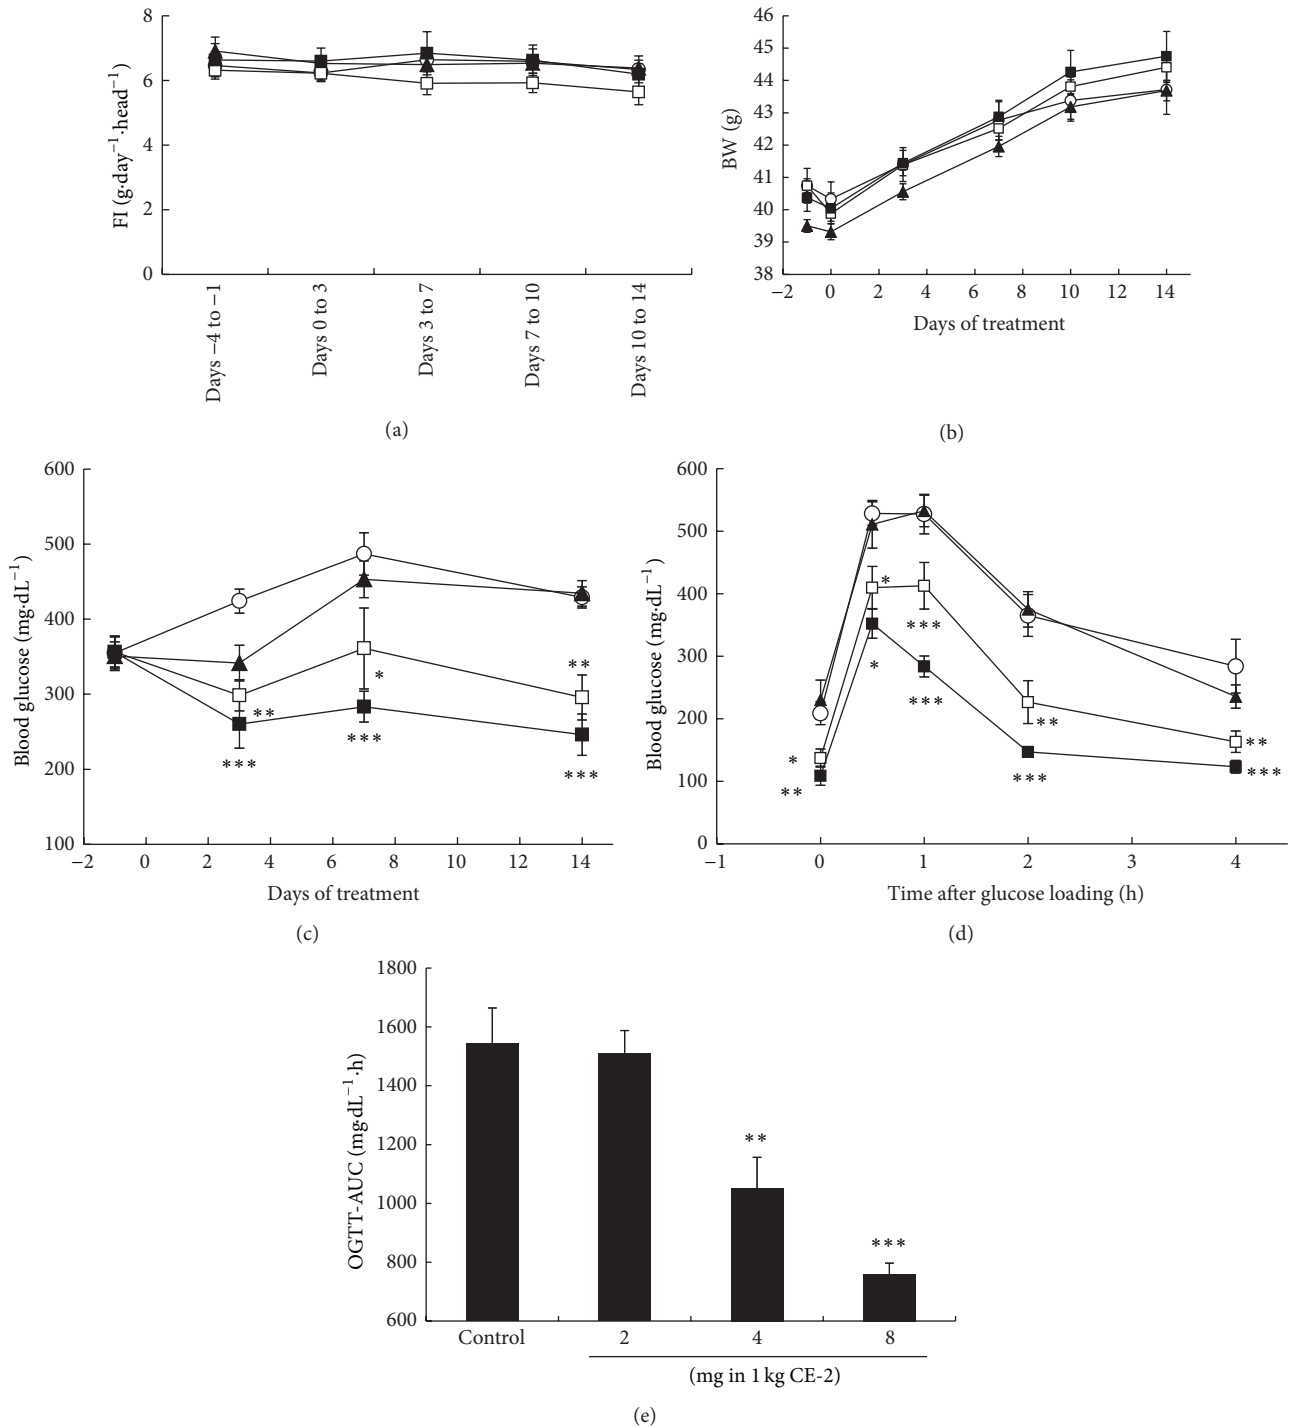 8
6
4
2
0
FI (g·day⁻¹·head⁻¹)
Days −4 to −1
Days 0 to 3
Days 3 to 7
Days 7 to 10
Days 10 to 14
(a)
46
45
44
43
42
41
40
39
38
BW (g)
−2 0 2 4 6 8 10 12 14
Days of treatment
(b)
600
500
400
300
200
100
Blood glucose (mg·dL⁻¹)
**
*
**
***
***
***
−2 0 2 4 6 8 10 12 14
Days of treatment
(c)
600
500
400
300
200
100
0
Blood glucose (mg·dL⁻¹)
*
***
*
***
**
**
*
***
***
**
−1 0 1 2 3 4
Time after glucose loading (h)
(d)
1800
1600
1400
1200
1000
800
600
OGTT-AUC (mg·dL⁻¹·h)
**
***
Control 2 4 8
(mg in 1 kg CE-2)
(e)